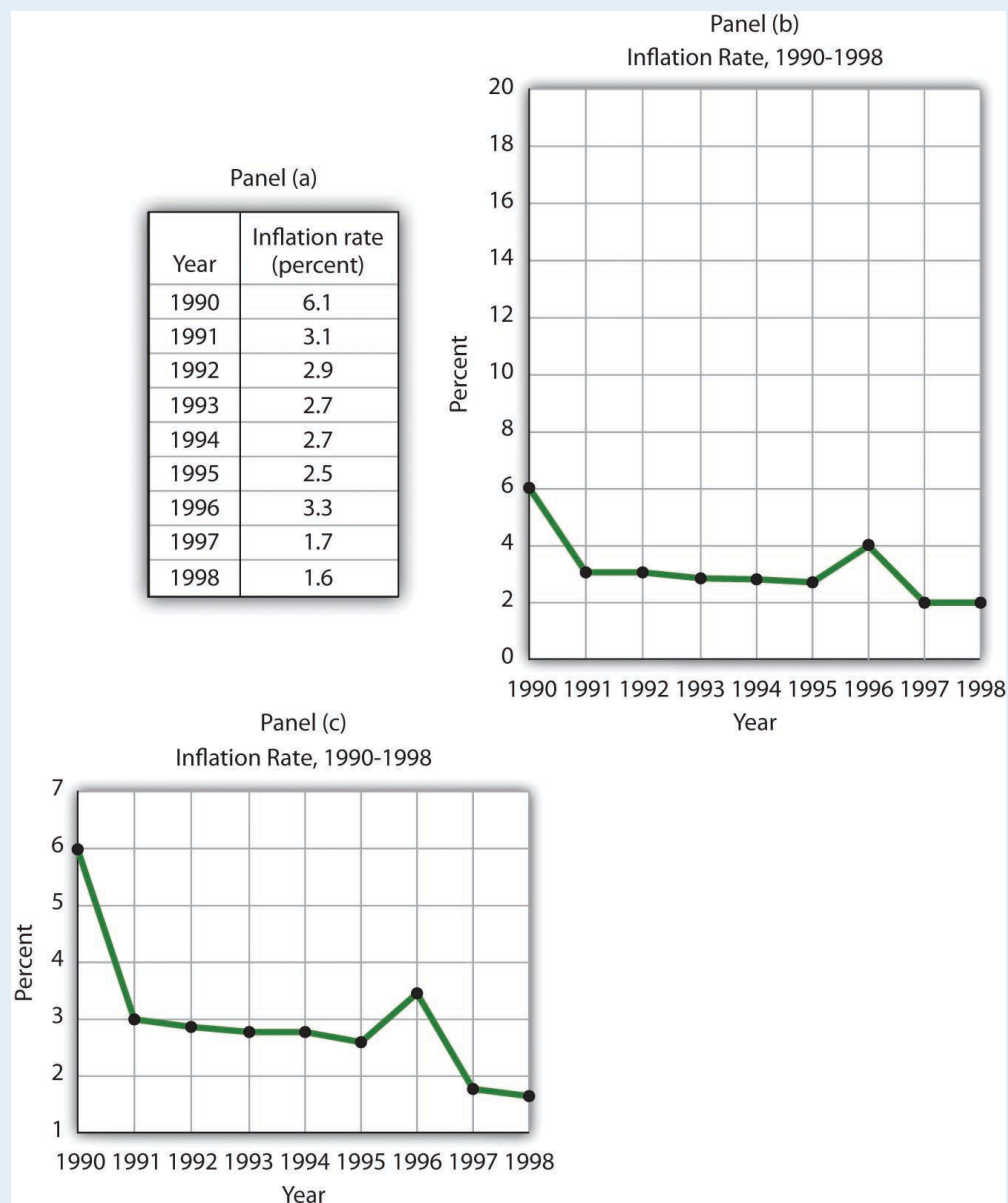 Panel (a)
Year Inflation rate (percent)
1990 6.1
1991 3.1
1992 2.9
1993 2.7
1994 2.7
1995 2.5
1996 3.3
1997 1.7
1998 1.6
Panel (b)
Inflation Rate, 1990-1998
20
18
16
14
12
10
8
6
4
2
0
Percent
1990 1991 1992 1993 1994 1995 1996 1997 1998
Year
Panel (c)
Inflation Rate, 1990-1998
7
6
5
4
3
2
1
Percent
1990 1991 1992 1993 1994 1995 1996 1997 1998
Year